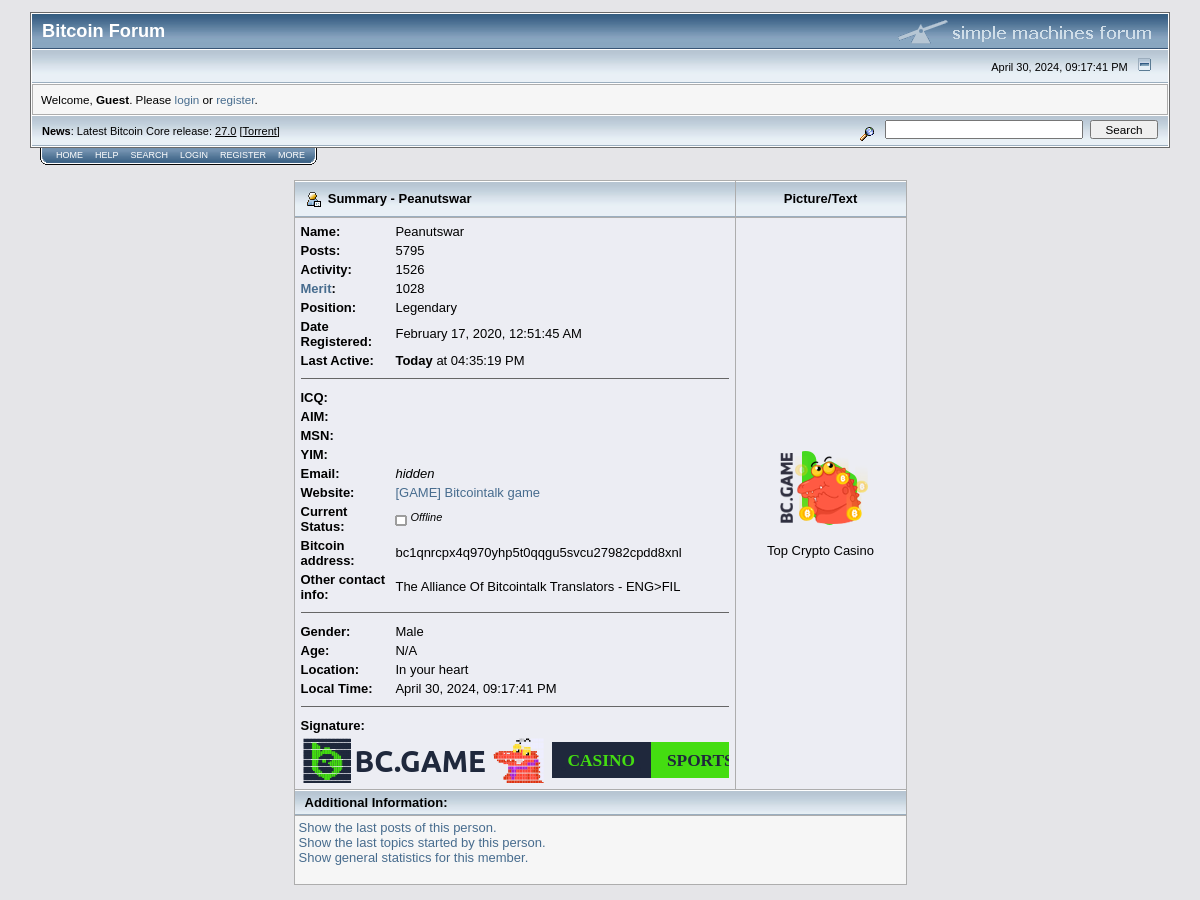 Bitcoin Forum
simple machines forum
April 30, 2024, 09:17:41 PM
Welcome, Guest. Please login or register.
News: Latest Bitcoin Core release: 27.0 [Torrent]
Search
HOME HELP SEARCH LOGIN REGISTER MORE
Summary - Peanutswar
Picture/Text
Name: Peanutswar
Posts: 5795
Activity: 1526
Merit: 1028
Position: Legendary
Date
Registered: February 17, 2020, 12:51:45 AM
Last Active: Today at 04:35:19 PM
ICQ:
AIM:
MSN:
YIM:
Email: hidden
Website: [GAME] Bitcointalk game
Current
Status: Offline
Bitcoin
address: bc1qnrcpx4q970yhp5t0qqgu5svcu27982cpdd8xnl
Other contact
info: The Alliance Of Bitcointalk Translators - ENG>FIL
Gender: Male
Age: N/A
Location: In your heart
Local Time: April 30, 2024, 09:17:41 PM
Signature:
BC.GAME CASINO SPORTS
BC.GAME
Top Crypto Casino
Additional Information:
Show the last posts of this person.
Show the last topics started by this person.
Show general statistics for this member.